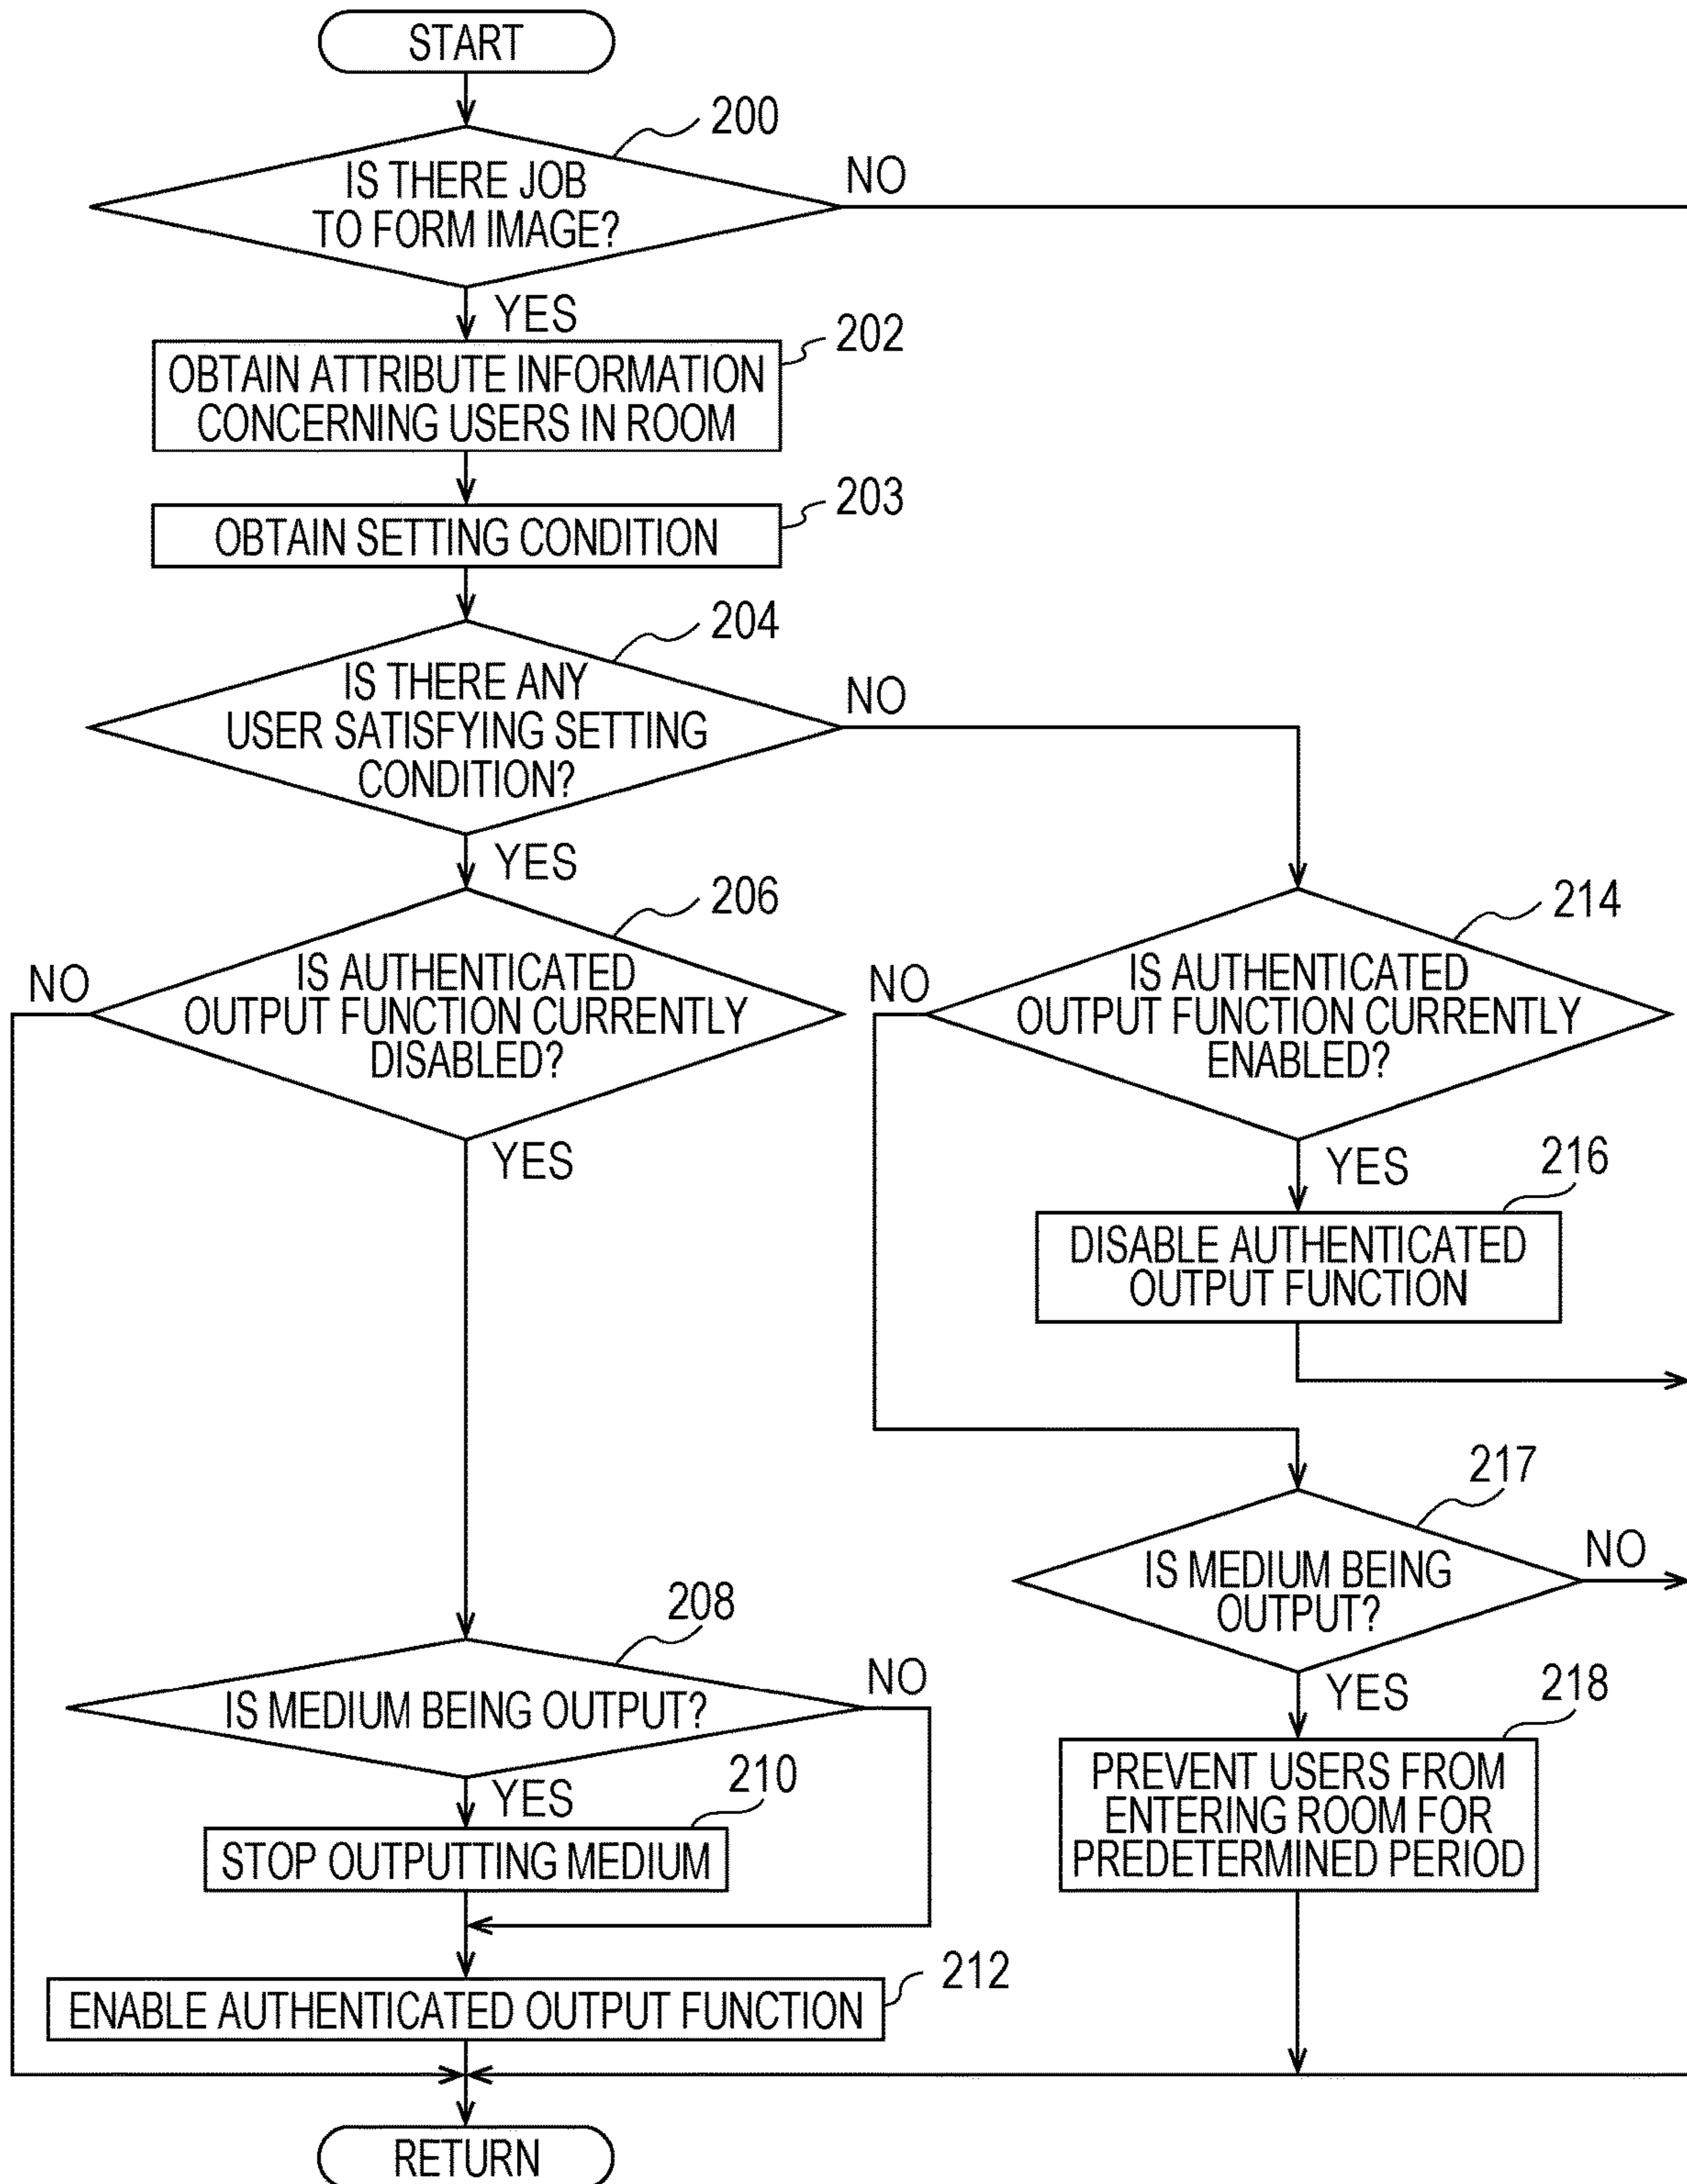 START
200
IS THERE JOB
TO FORM IMAGE?
NO
YES
202
OBTAIN ATTRIBUTE INFORMATION
CONCERNING USERS IN ROOM
203
OBTAIN SETTING CONDITION
204
IS THERE ANY
USER SATISFYING SETTING
CONDITION?
NO
YES
206
IS AUTHENTICATED
OUTPUT FUNCTION CURRENTLY
DISABLED?
NO
YES
214
IS AUTHENTICATED
OUTPUT FUNCTION CURRENTLY
ENABLED?
NO
YES
216
DISABLE AUTHENTICATED
OUTPUT FUNCTION
217
IS MEDIUM BEING
OUTPUT?
NO
YES
218
PREVENT USERS FROM
ENTERING ROOM FOR
PREDETERMINED PERIOD
208
IS MEDIUM BEING OUTPUT?
NO
YES
210
STOP OUTPUTTING MEDIUM
212
ENABLE AUTHENTICATED OUTPUT FUNCTION
RETURN